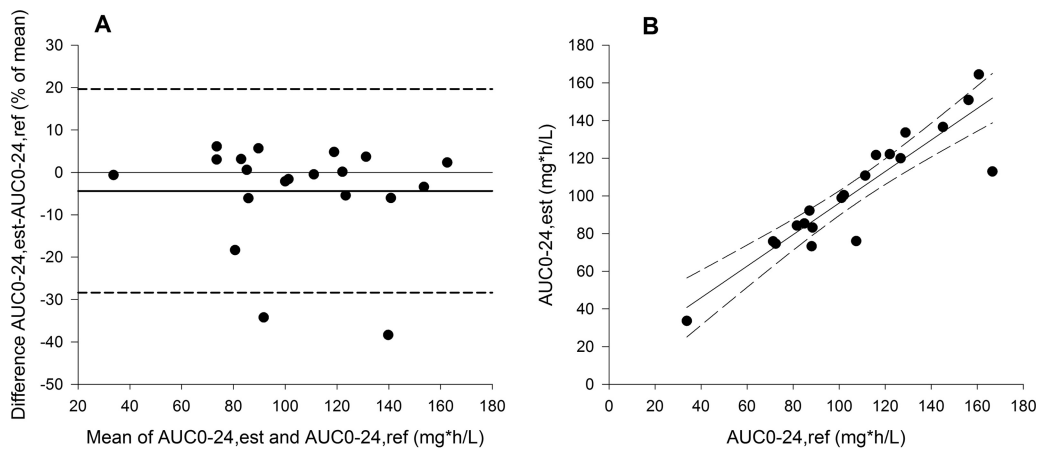 A
30
20
10
0
-10
-20
-30
-40
-50
20 40 60 80 100 120 140 160 180
Difference AUC0-24,est-AUC0-24,ref (% of mean)
Mean of AUC0-24,est and AUC0-24,ref (mg*h/L)
B
180
160
140
120
100
80
60
40
20
0
0 20 40 60 80 100 120 140 160 180
AUC0-24,est (mg*h/L)
AUC0-24,ref (mg*h/L)